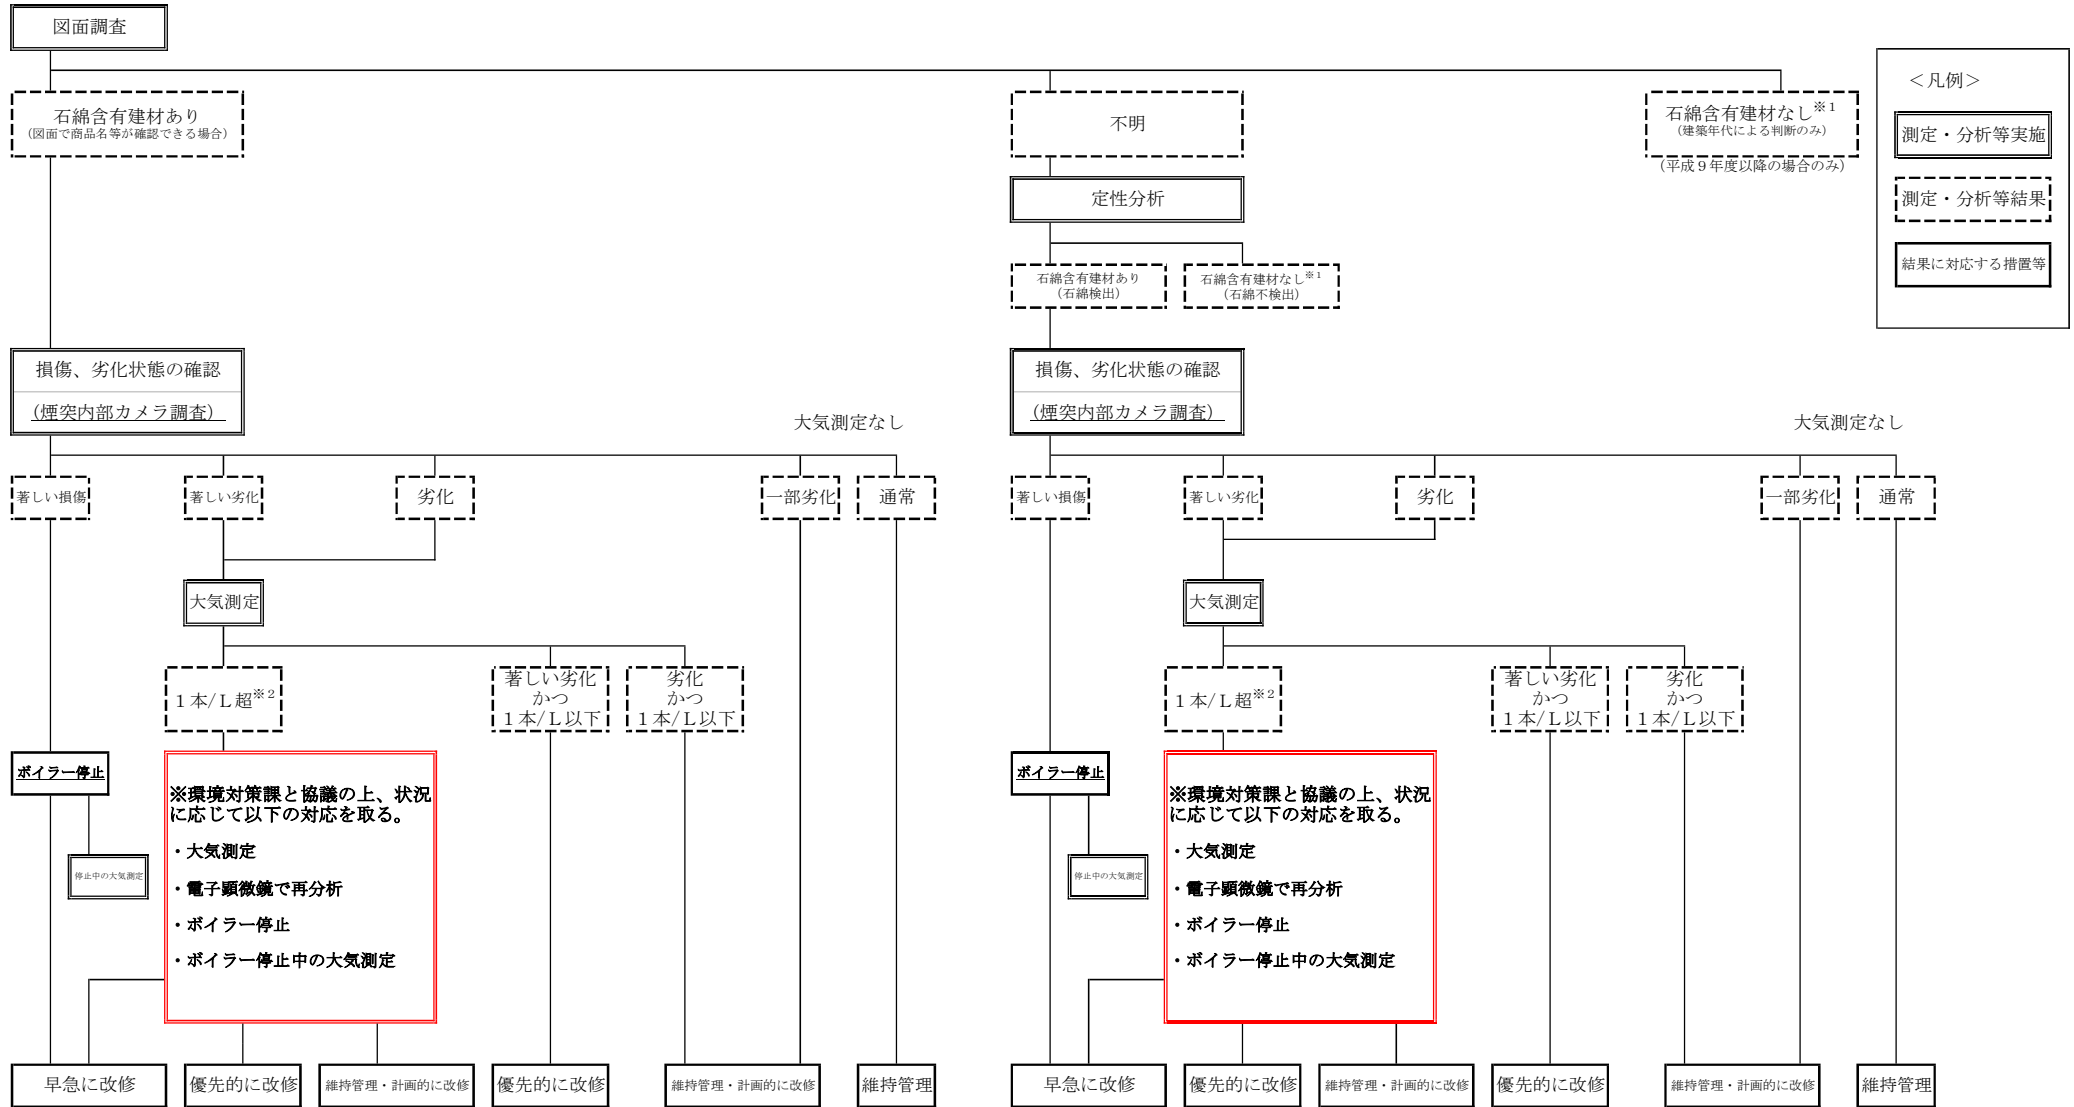 図面調査
＜凡例＞
測定・分析等実施
測定・分析等結果
結果に対応する措置等
石綿含有建材あり
（図面で商品名等が確認できる場合）
不明
石綿含有建材なし※1
（建築年代による判断のみ）
（平成９年度以降の場合のみ）
定性分析
石綿含有建材あり
（石綿検出）
石綿含有建材なし※1
（石綿不検出）
損傷、劣化状態の確認
（煙突内部カメラ調査）
大気測定なし
著しい損傷
著しい劣化
劣化
一部劣化
通常
大気測定
１本/Ｌ超※2
著しい劣化
かつ
１本/Ｌ以下
劣化
かつ
１本/Ｌ以下
ボイラー停止
停止中の大気測定
※環境対策課と協議の上、状況
に応じて以下の対応を取る。
・大気測定
・電子顕微鏡で再分析
・ボイラー停止
・ボイラー停止中の大気測定
早急に改修
優先的に改修
維持管理・計画的に改修
優先的に改修
維持管理・計画的に改修
維持管理
損傷、劣化状態の確認
（煙突内部カメラ調査）
大気測定なし
著しい損傷
著しい劣化
劣化
一部劣化
通常
大気測定
１本/Ｌ超※2
著しい劣化
かつ
１本/Ｌ以下
劣化
かつ
１本/Ｌ以下
ボイラー停止
停止中の大気測定
※環境対策課と協議の上、状況
に応じて以下の対応を取る。
・大気測定
・電子顕微鏡で再分析
・ボイラー停止
・ボイラー停止中の大気測定
早急に改修
優先的に改修
維持管理・計画的に改修
優先的に改修
維持管理・計画的に改修
維持管理